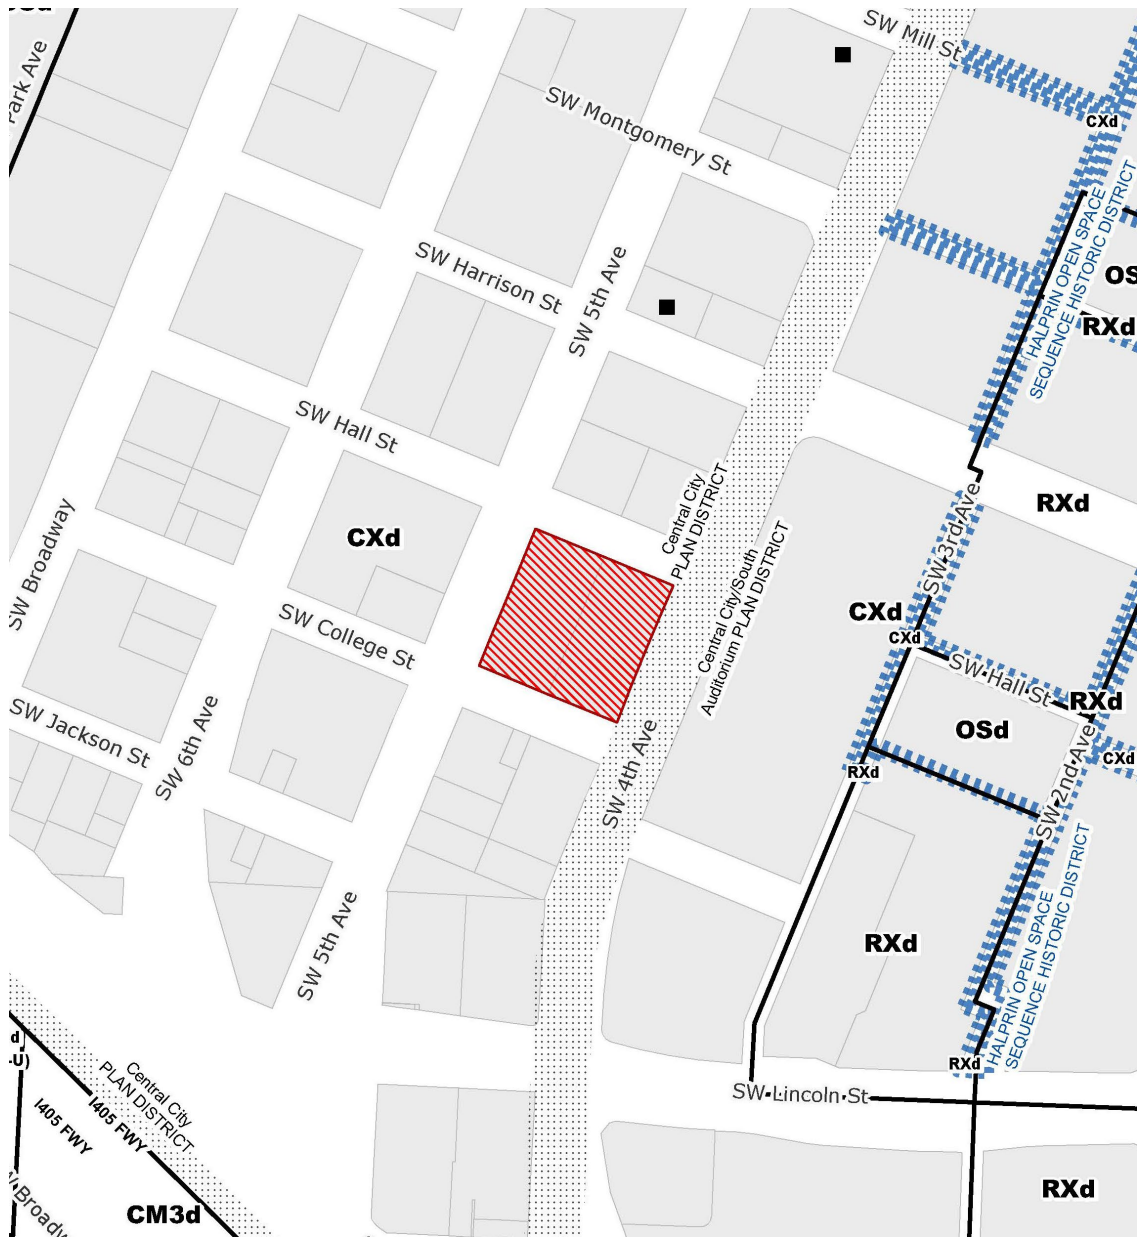 Park Ave
SW Mill St
SW Montgomery St
CXd
HALPRIN OPEN SPACE
SEQUENCE HISTORIC DISTRICT
SW Harrison St
SW 5th Ave
OS
RXd
SW Hall St
Central City
PLAN DISTRICT
RXd
SW 3rd Ave
CXd
SW Broadway
Central City/South
Auditorium PLAN DISTRICT
CXd
CXd
SW College St
SW Hall St
RXd
OSd
SW Jackson St
SW 6th Ave
SW 4th Ave
RXd
SW 2nd Ave
CXd
SW 5th Ave
RXd
HALPRIN OPEN SPACE
SEQUENCE HISTORIC DISTRICT
d
-U)
Central City
PLAN DISTRICT
RXd
SW Lincoln St
I405 FWY
I405 FWY
RXd
CM3d
Broadw